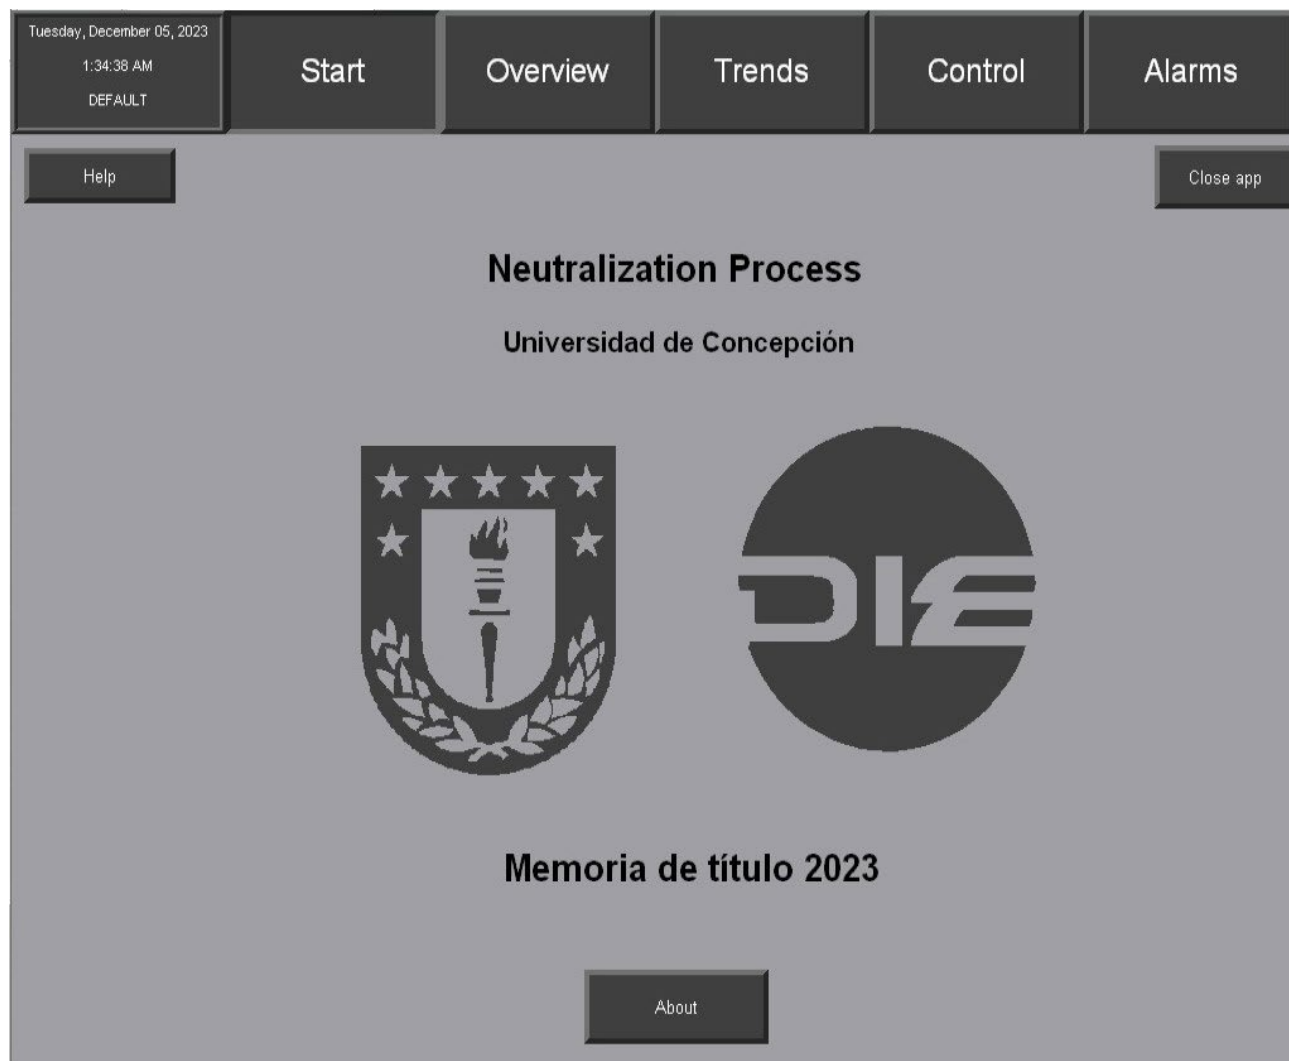 Tuesday, December 05, 2023
1:34:38 AM
DEFAULT
Start
Overview
Trends
Control
Alarms
Help
Close app
Neutralization Process
Universidad de Concepción
DIE
Memoria de título 2023
About